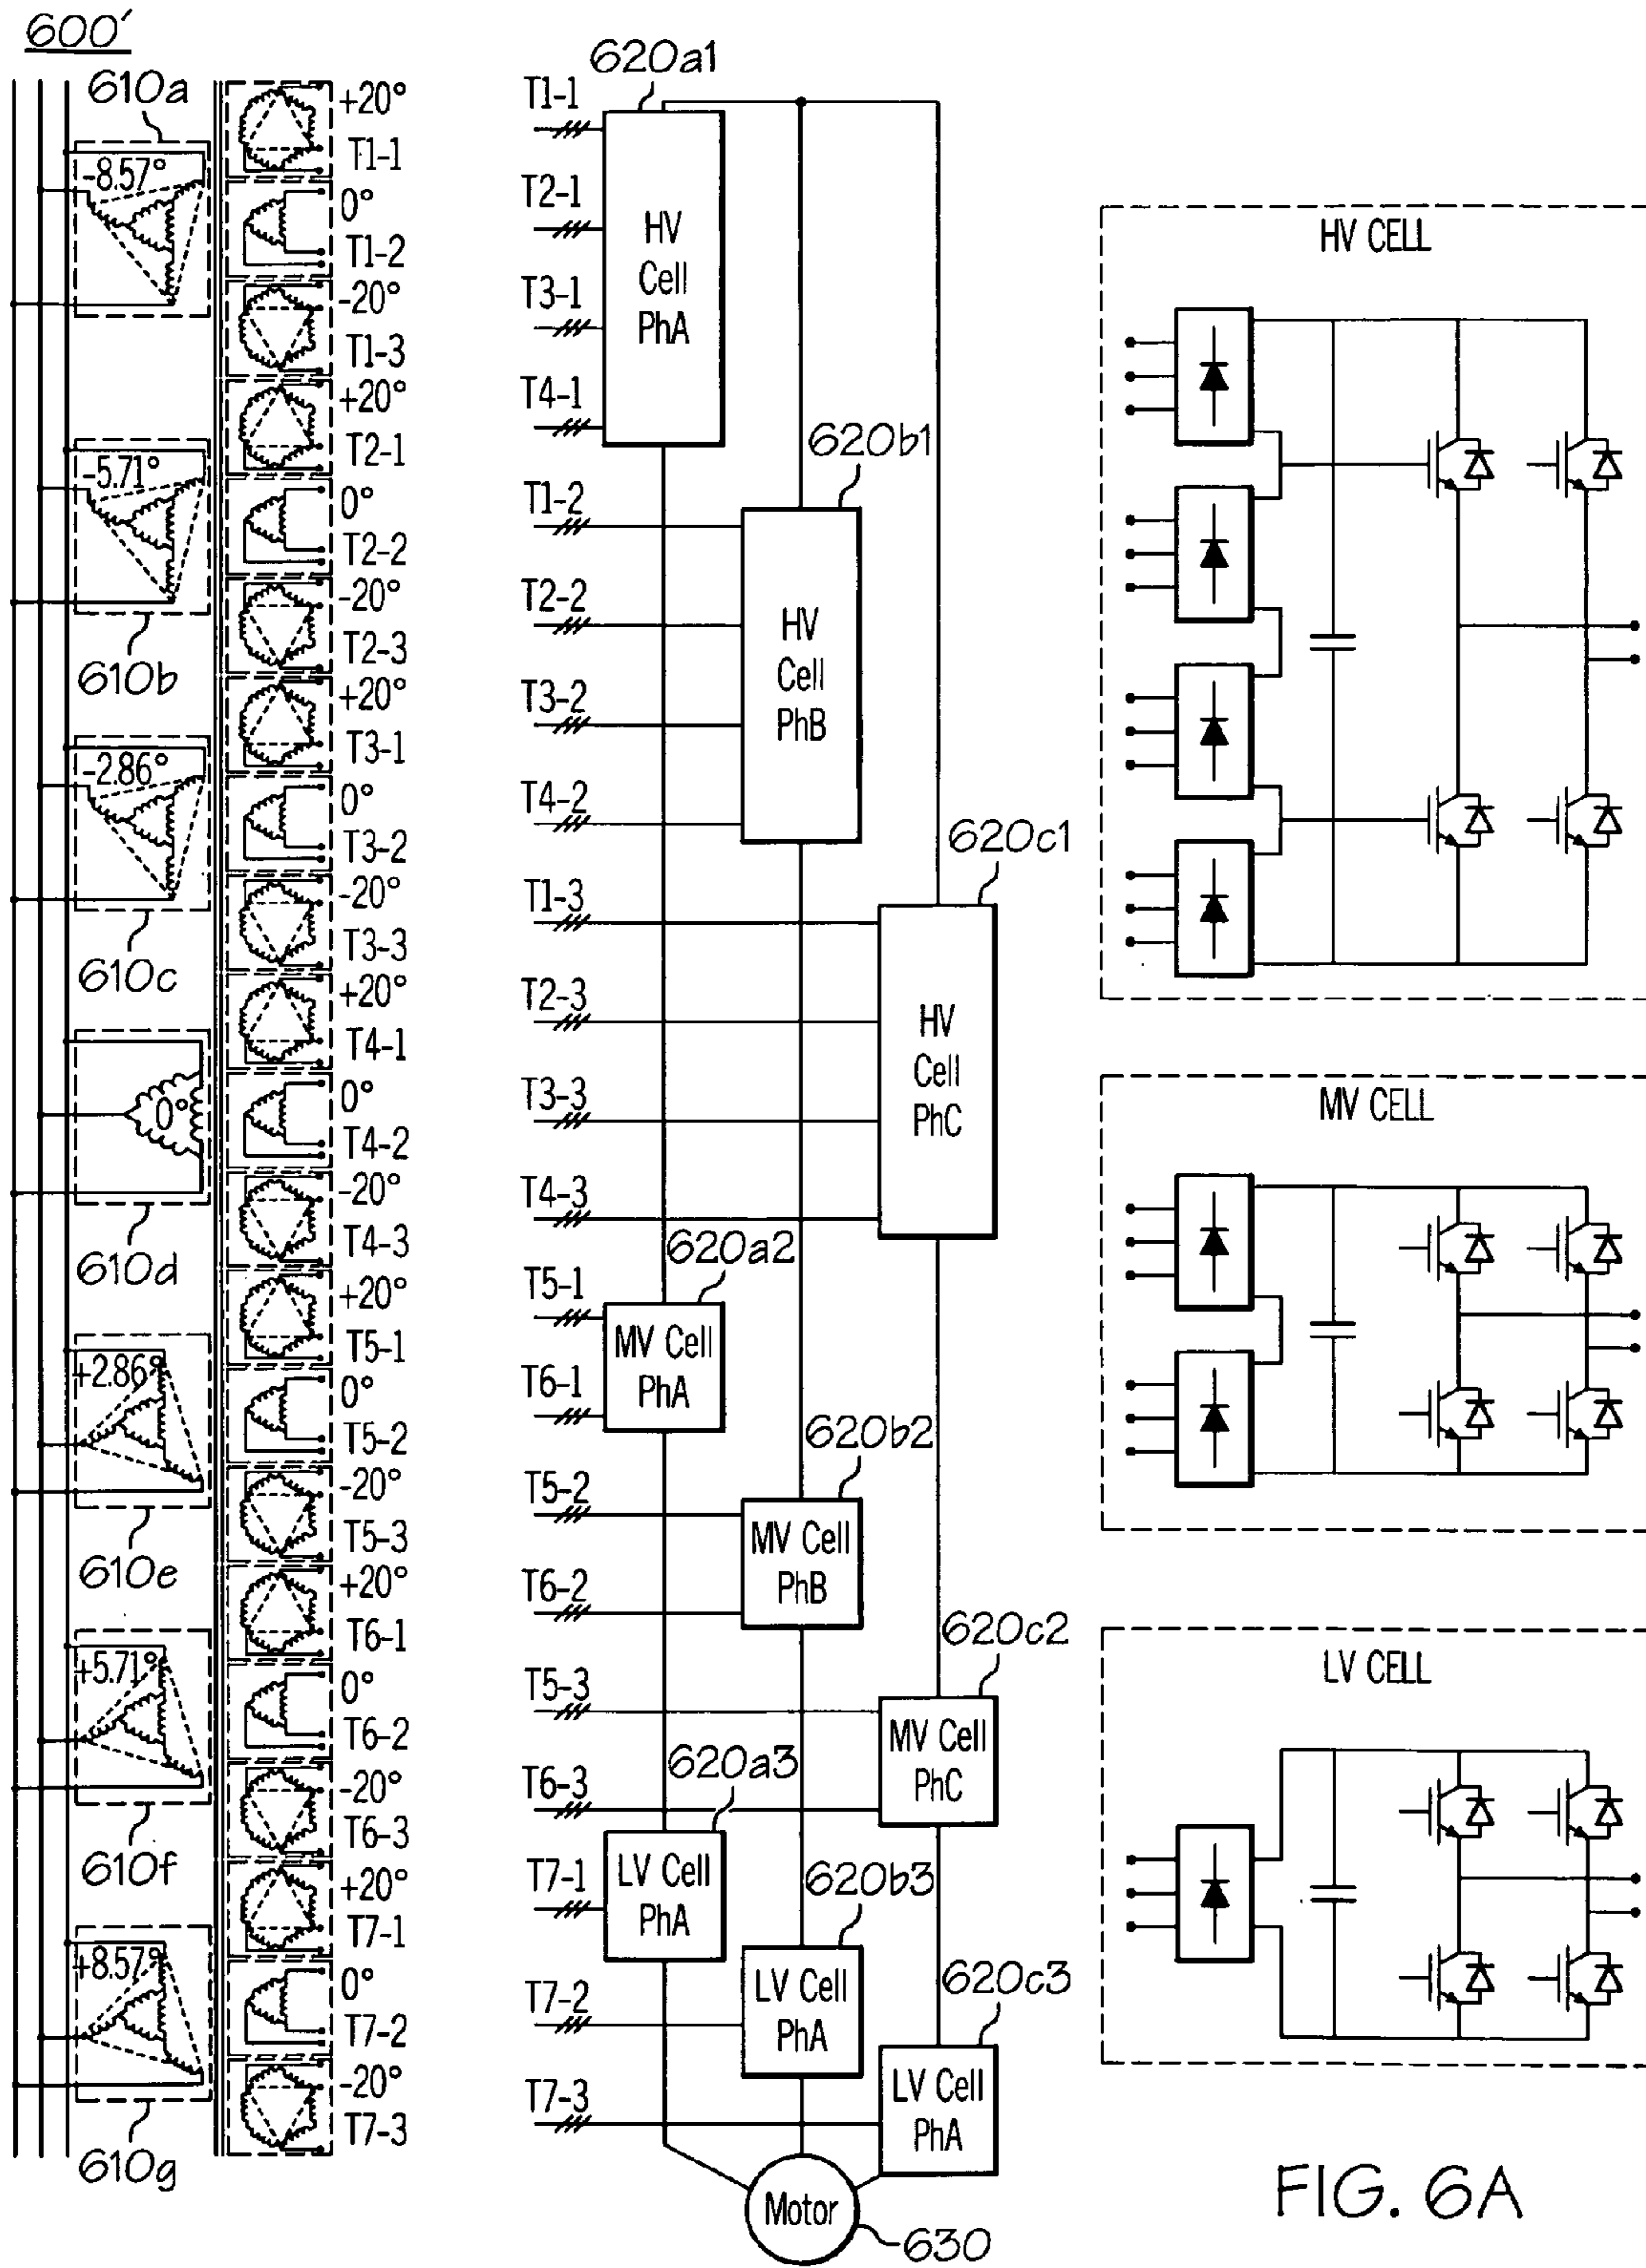 600'
610a
-8.57°
-5.71°
610b
-2.86°
610c
0°
610d
+2.86°
610e
+5.71°
610f
+8.57°
610g
+20°
T1-1
0°
T1-2
-20°
T1-3
+20°
T2-1
0°
T2-2
-20°
T2-3
+20°
T3-1
0°
T3-2
-20°
T3-3
+20°
T4-1
0°
T4-2
-20°
T4-3
+20°
T5-1
0°
T5-2
-20°
T5-3
+20°
T6-1
0°
T6-2
-20°
T6-3
+20°
T7-1
0°
T7-2
-20°
T7-3
620a1
T1-1
T2-1
T3-1
T4-1
HV
Cell
PhA
620b1
T1-2
T2-2
T3-2
T4-2
HV
Cell
PhB
620c1
T1-3
T2-3
T3-3
T4-3
HV
Cell
PhC
620a2
T5-1
T6-1
MV Cell
PhA
620b2
T5-2
T6-2
MV Cell
PhB
620c2
T5-3
T6-3
MV Cell
PhC
620a3
T7-1
LV Cell
PhA
620b3
T7-2
LV Cell
PhA
620c3
T7-3
LV Cell
PhA
Motor
630
HV CELL
MV CELL
LV CELL
FIG. 6A